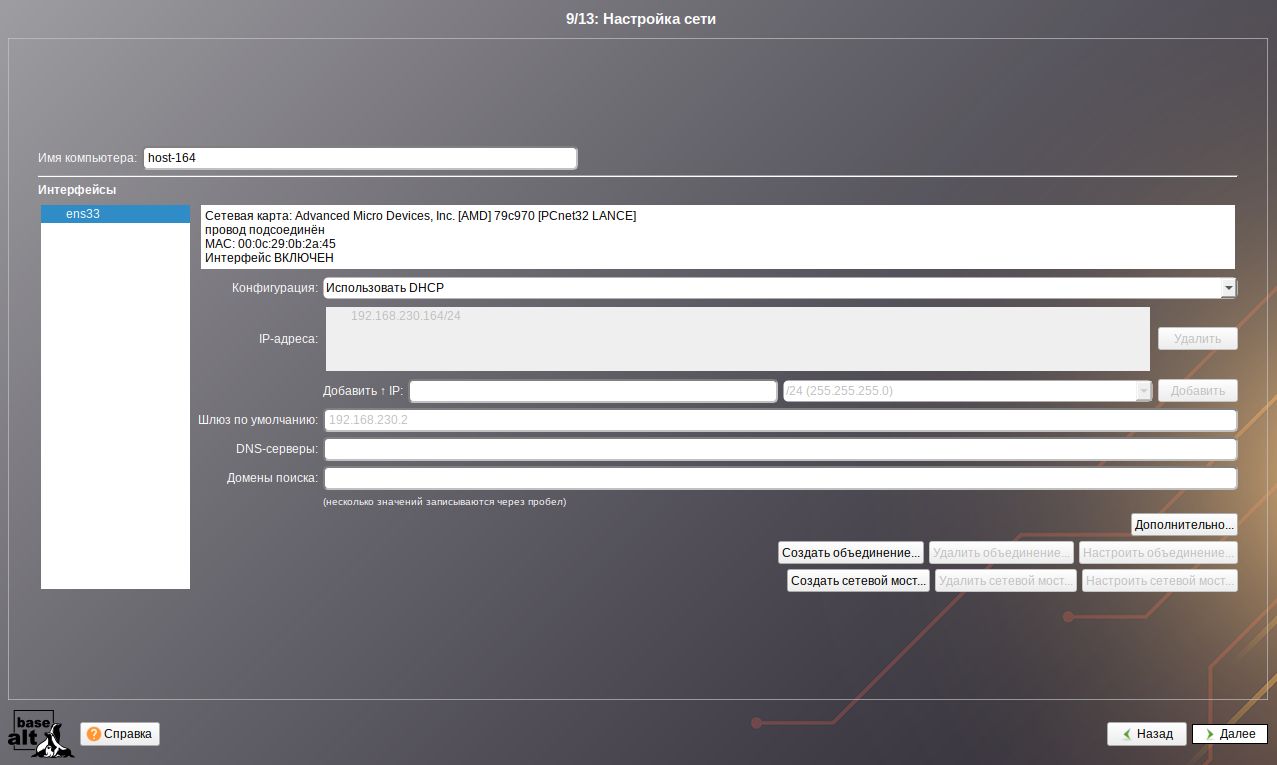 9/13: Настройка сети
Имя компьютера: host-164
Интерфейсы
ens33
Сетевая карта: Advanced Micro Devices, Inc. [AMD] 79c970 [PCnet32 LANCE]
провод подсоединён
MAC: 00:0c:29:0b:2a:45
Интерфейс ВКЛЮЧЕН
Конфигурация: Использовать DHCP
192.168.230.164/24
IP-адреса: Удалить
Добавить ↑ IP: /24 (255.255.255.0) Добавить
Шлюз по умолчанию: 192.168.230.2
DNS-серверы:
Домены поиска:
(несколько значений записываются через пробел)
Дополнительно...
Создать объединение... Удалить объединение... Настроить объединение...
Создать сетевой мост... Удалить сетевой мост... Настроить сетевой мост...
base
alt
? Справка Назад Далее